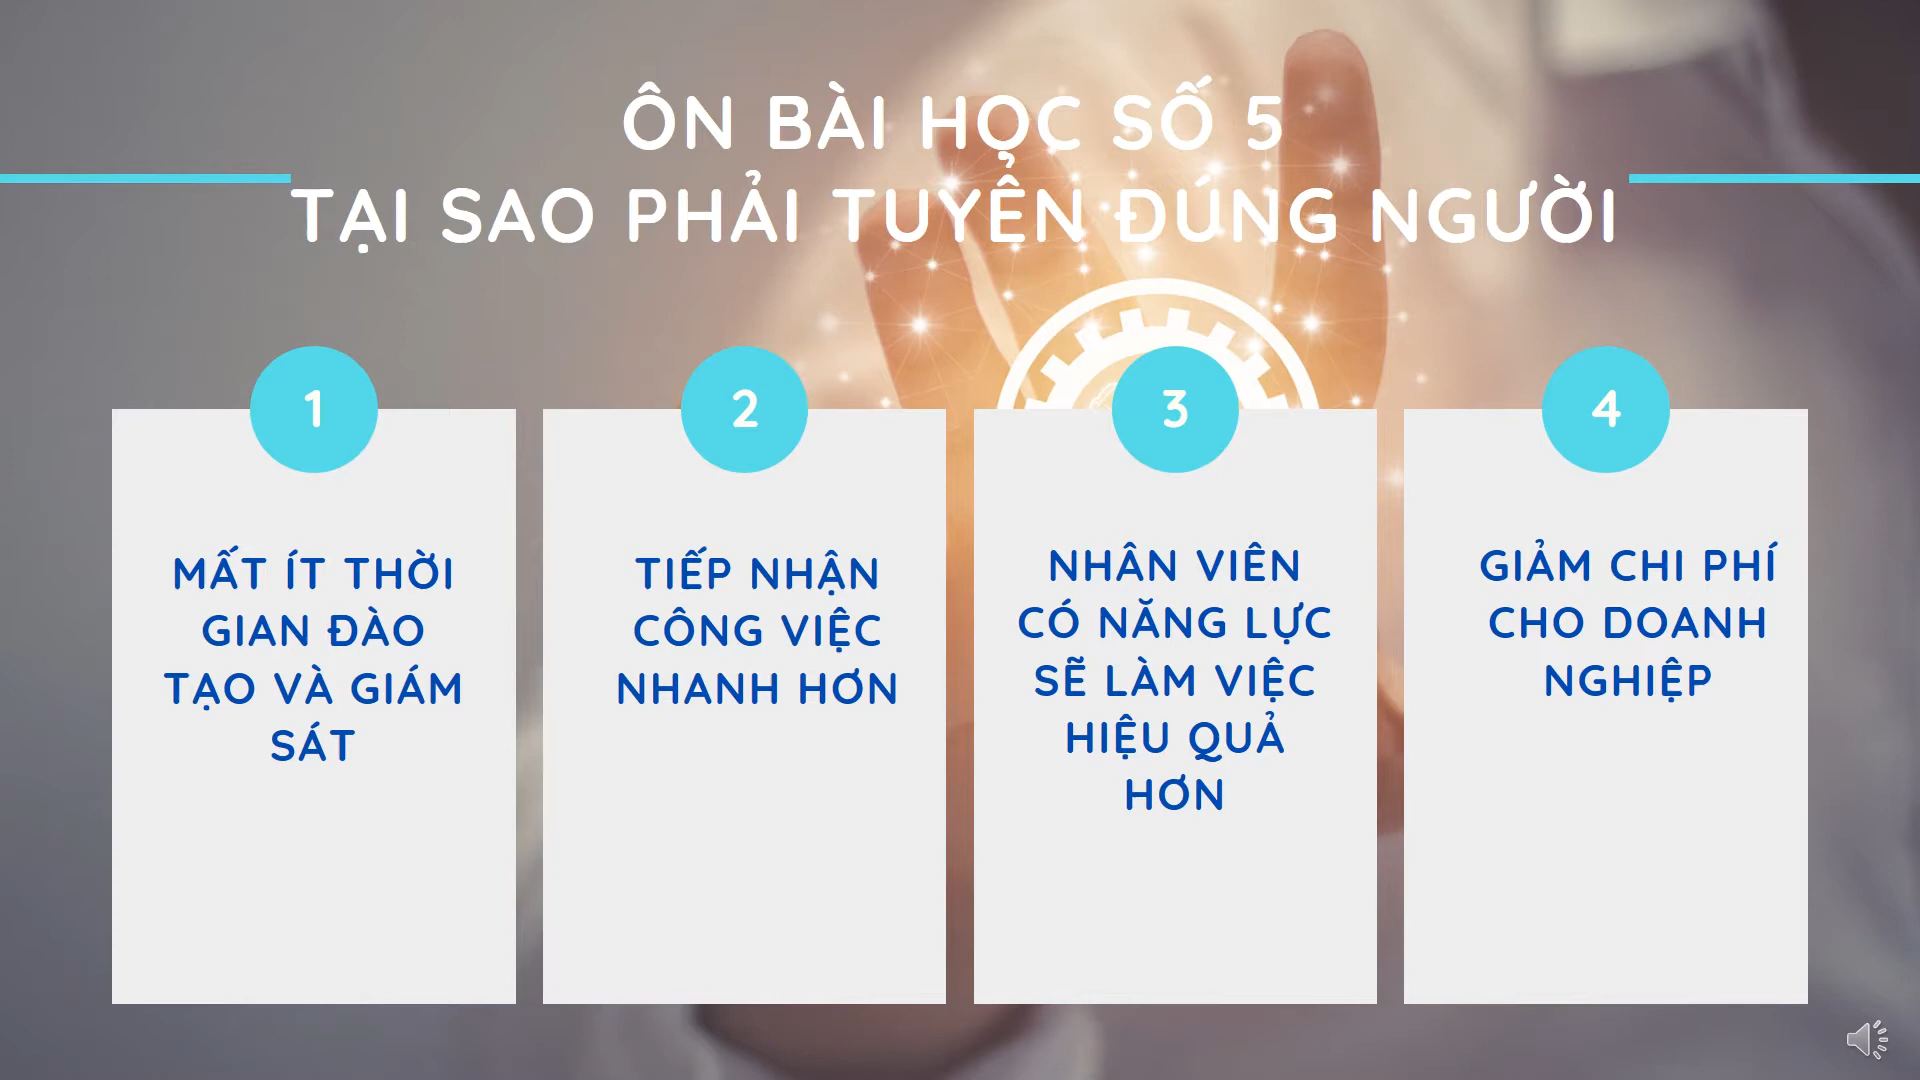 ÔN BÀI HỌC SỐ 5
TẠI SAO PHẢI TUYỂN ĐÚNG NGƯỜI
1
MẤT ÍT THỜI
GIAN ĐÀO
TẠO VÀ GIÁM
SÁT
2
TIẾP NHẬN
CÔNG VIỆC
NHANH HƠN
3
NHÂN VIÊN
CÓ NĂNG LỰC
SẼ LÀM VIỆC
HIỆU QUẢ
HƠN
4
GIẢM CHI PHÍ
CHO DOANH
NGHIỆP